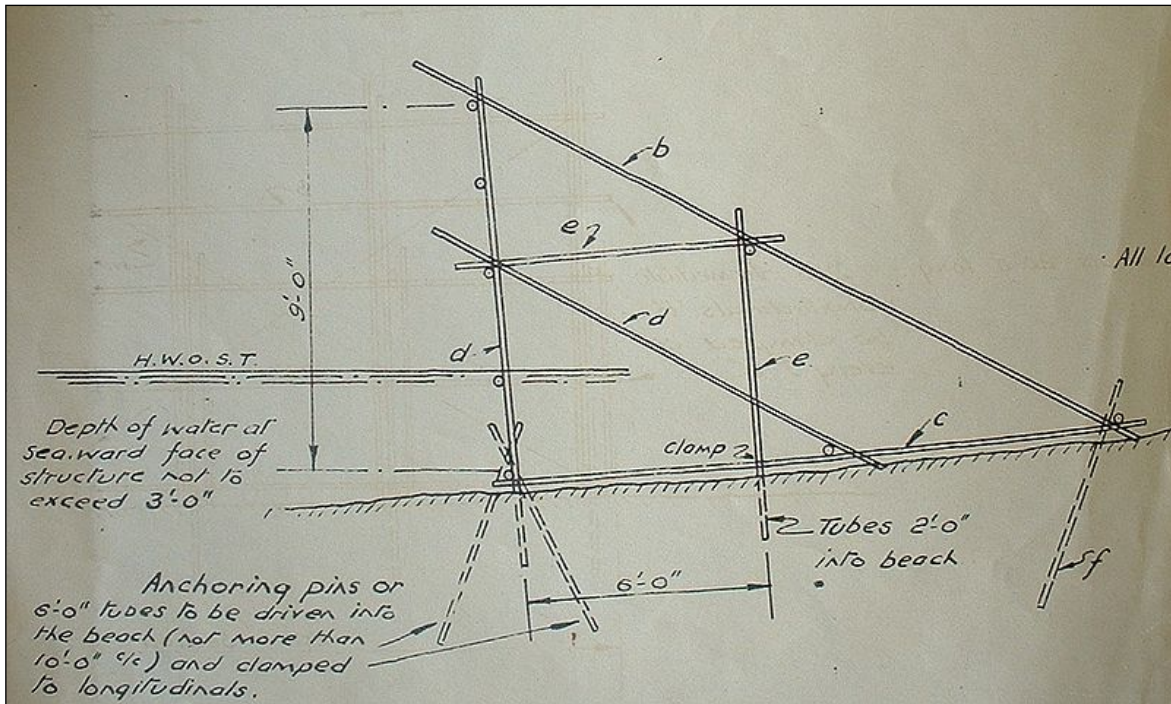 b
e
· All lo
9'-0"
d
d
e
H.W.O.S.T.
c
Depth of water at
sea.ward face of
structure not to
exceed 3'-0"
clamp
Tubes 2'-0"
into beach
f
6'-0"
Anchoring pins or
6'-0" tubes to be driven into
the beach (not more than
10'-0" c/c) and clamped
to longitudinals.